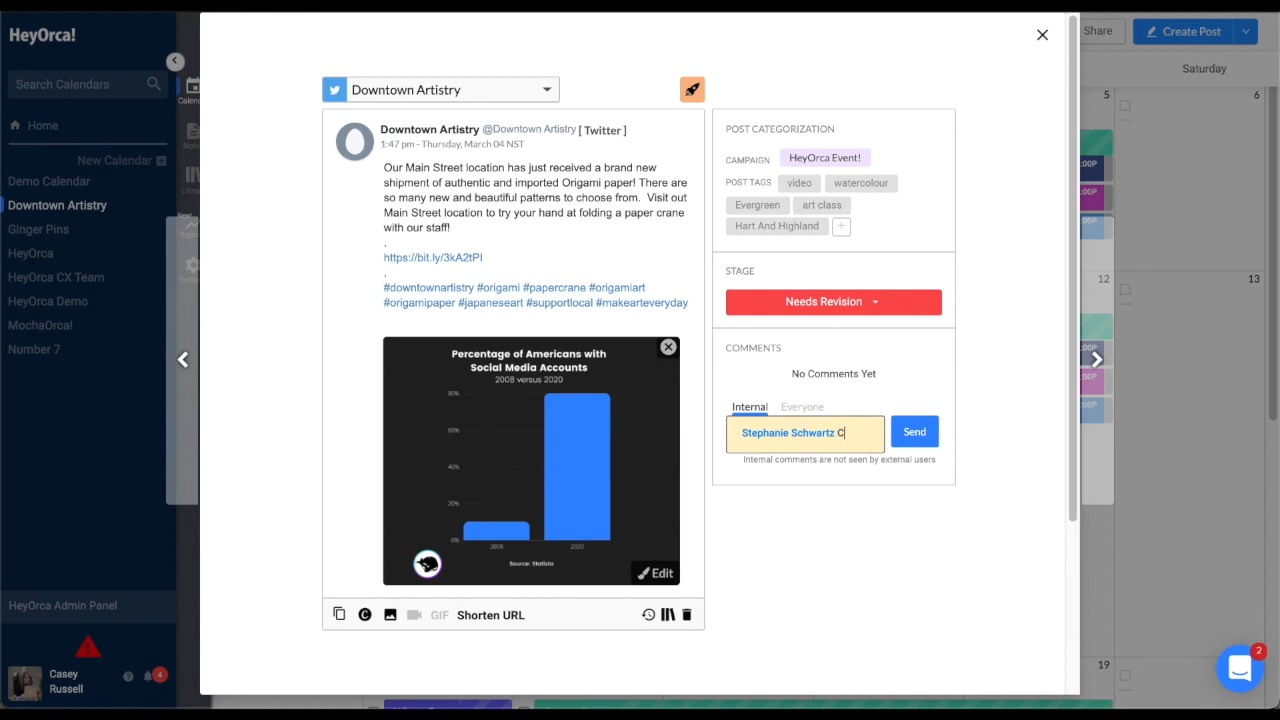 HeyOrca!
Search Calendars
Home
New Calendar
Demo Calendar
Downtown Artistry
Ginger Pins
HeyOrca
HeyOrca CX Team
HeyOrca Demo
MochaOrca!
Number 7
HeyOrca Admin Panel
Casey
Russell
4
Downtown Artistry
Downtown Artistry @Downtown Artistry [ Twitter ]
1:47 pm - Thursday, March 04 NST
Our Main Street location has just received a brand new
shipment of authentic and imported Origami paper! There are
so many new and beautiful patterns to choose from. Visit out
Main Street location to try your hand at folding a paper crane
with our staff!
.
https://bit.ly/3kA2tPI
.
#downtownartistry #origami #papercrane #origamiart
#origamipaper #japaneseart #supportlocal #makearteveryday
Percentage of Americans with
Social Media Accounts
2008 versus 2020
80%
60%
40%
20%
0%
2008 2020
Source: Statista
Edit
GIF Shorten URL
POST CATEGORIZATION
CAMPAIGN HeyOrca Event!
POST TAGS video watercolour
Evergreen art class
Hart And Highland +
STAGE
Needs Revision
COMMENTS
No Comments Yet
Internal Everyone
Stephanie Schwartz C
Send
Internal comments are not seen by external users
Share Create Post
Saturday
5 6
12 13
19
2